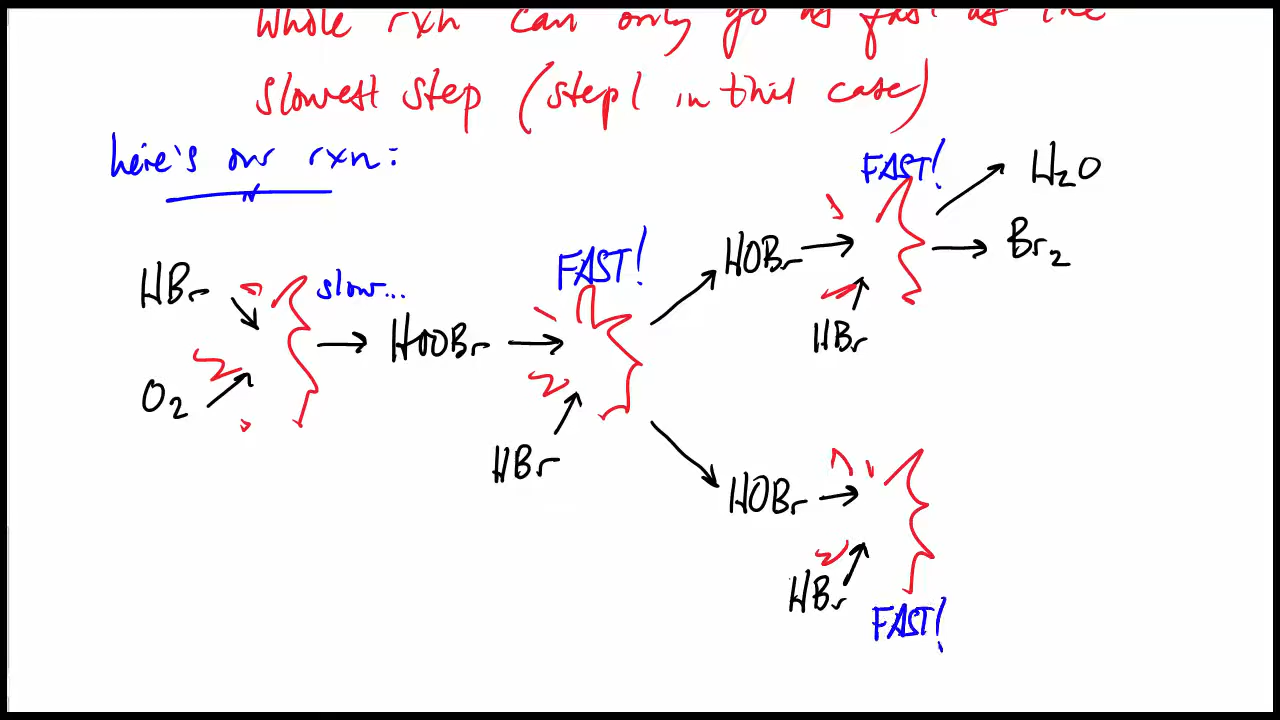 Whole rxn can only go as fast as the
slowest step (step 1 in this case)
here's our rxn:
FAST!
H2O
FAST!
HOBr
Br2
HBr
slow...
HOOBr
HBr
O2
HBr
HOBr
HBr
FAST!